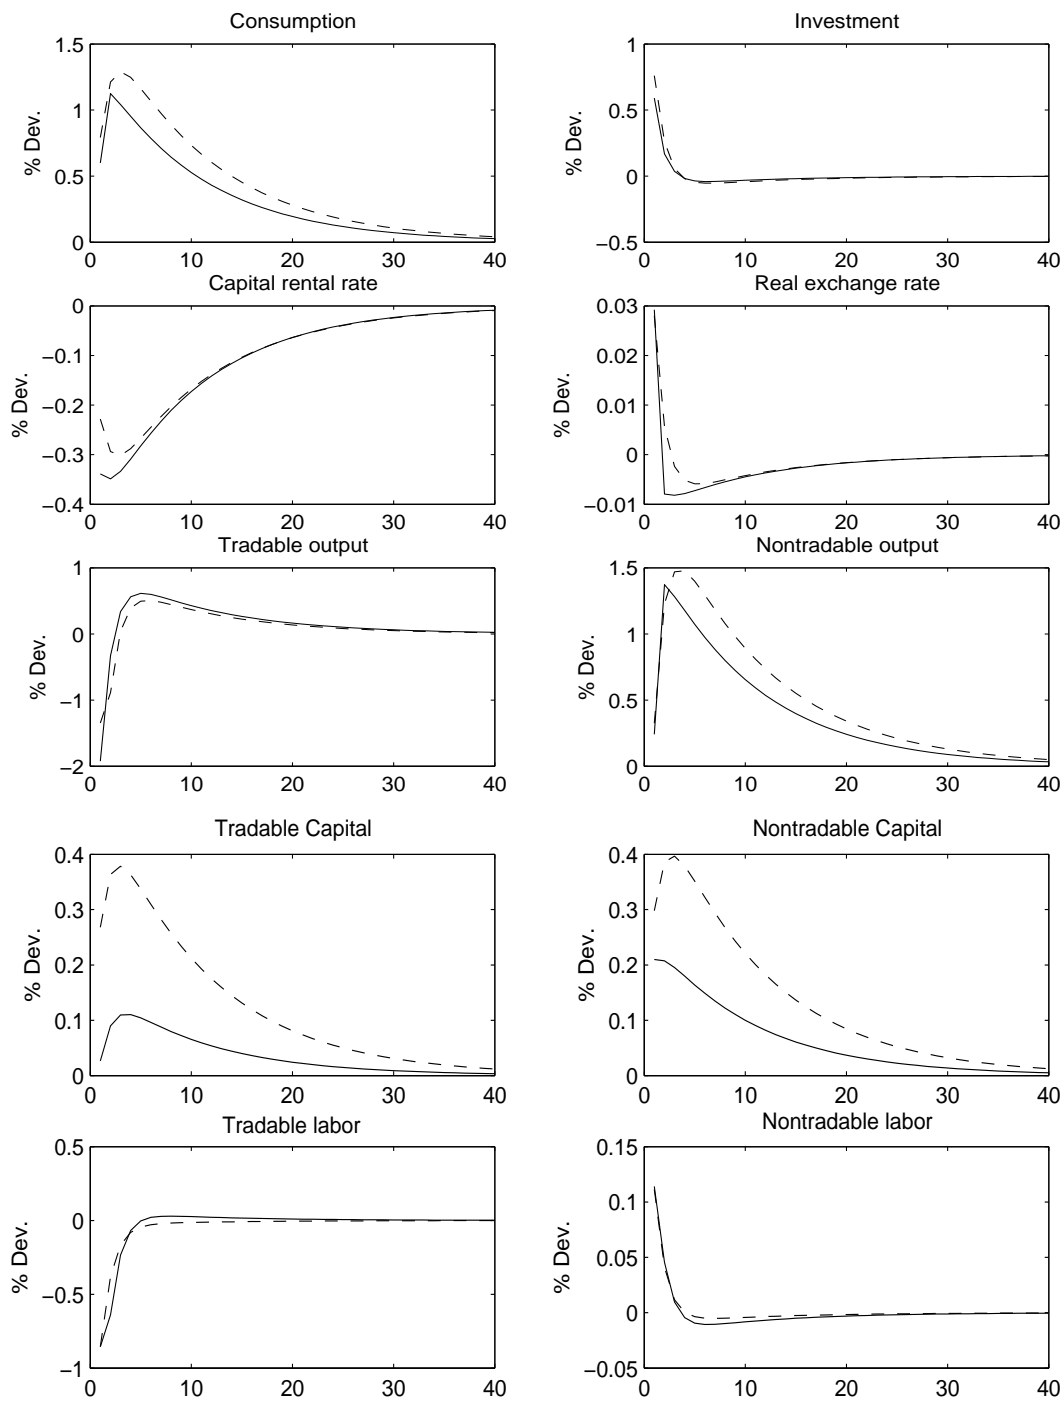 Consumption
1.5
1
0.5
0
% Dev.
0 10 20 30 40
Investment
1
0.5
0
−0.5
% Dev.
0 10 20 30 40
Capital rental rate
0
−0.1
−0.2
−0.3
−0.4
% Dev.
0 10 20 30 40
Real exchange rate
0.03
0.02
0.01
0
−0.01
% Dev.
0 10 20 30 40
Tradable output
1
0
−1
−2
% Dev.
0 10 20 30 40
Nontradable output
1.5
1
0.5
0
% Dev.
0 10 20 30 40
Tradable Capital
0.4
0.3
0.2
0.1
0
% Dev.
0 10 20 30 40
Nontradable Capital
0.4
0.3
0.2
0.1
0
% Dev.
0 10 20 30 40
Tradable labor
0.5
0
−0.5
−1
% Dev.
0 10 20 30 40
Nontradable labor
0.15
0.1
0.05
0
−0.05
% Dev.
0 10 20 30 40